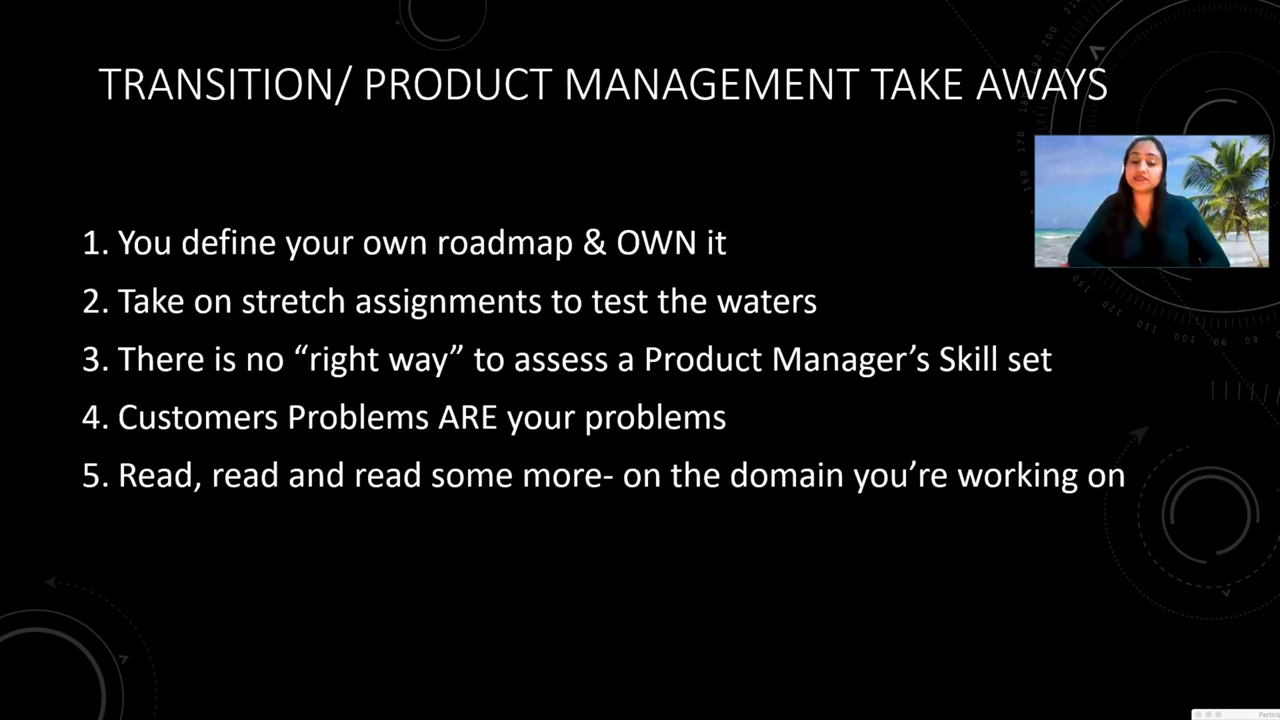 TRANSITION/ PRODUCT MANAGEMENT TAKE AWAYS
1. You define your own roadmap & OWN it
2. Take on stretch assignments to test the waters
3. There is no “right way” to assess a Product Manager’s Skill set
4. Customers Problems ARE your problems
5. Read, read and read some more- on the domain you’re working on